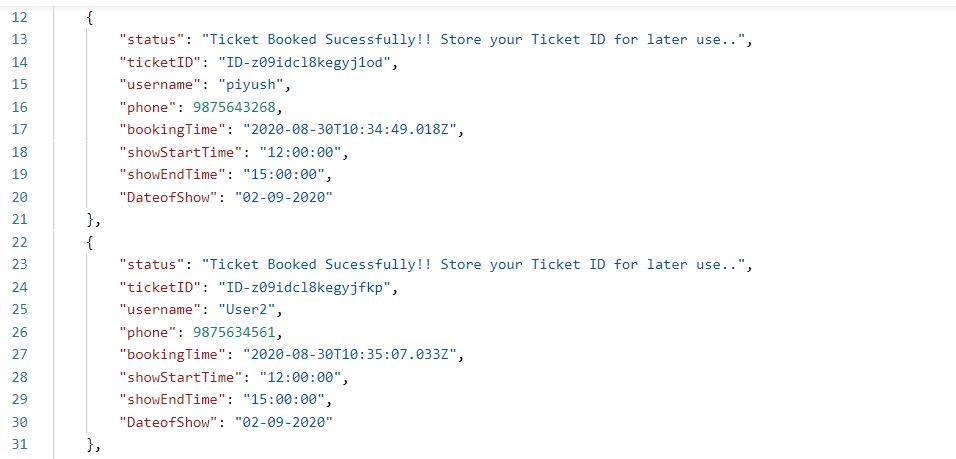 12 {
13 "status": "Ticket Booked Sucessfully!! Store your Ticket ID for later use..",
14 "ticketID": "ID-z09idcl8kegyj1od",
15 "username": "piyush",
16 "phone": 9875643268,
17 "bookingTime": "2020-08-30T10:34:49.018Z",
18 "showStartTime": "12:00:00",
19 "showEndTime": "15:00:00",
20 "DateofShow": "02-09-2020"
21 },
22 {
23 "status": "Ticket Booked Sucessfully!! Store your Ticket ID for later use..",
24 "ticketID": "ID-z09idcl8kegyjfkp",
25 "username": "User2",
26 "phone": 9875634561,
27 "bookingTime": "2020-08-30T10:35:07.033Z",
28 "showStartTime": "12:00:00",
29 "showEndTime": "15:00:00",
30 "DateofShow": "02-09-2020"
31 },